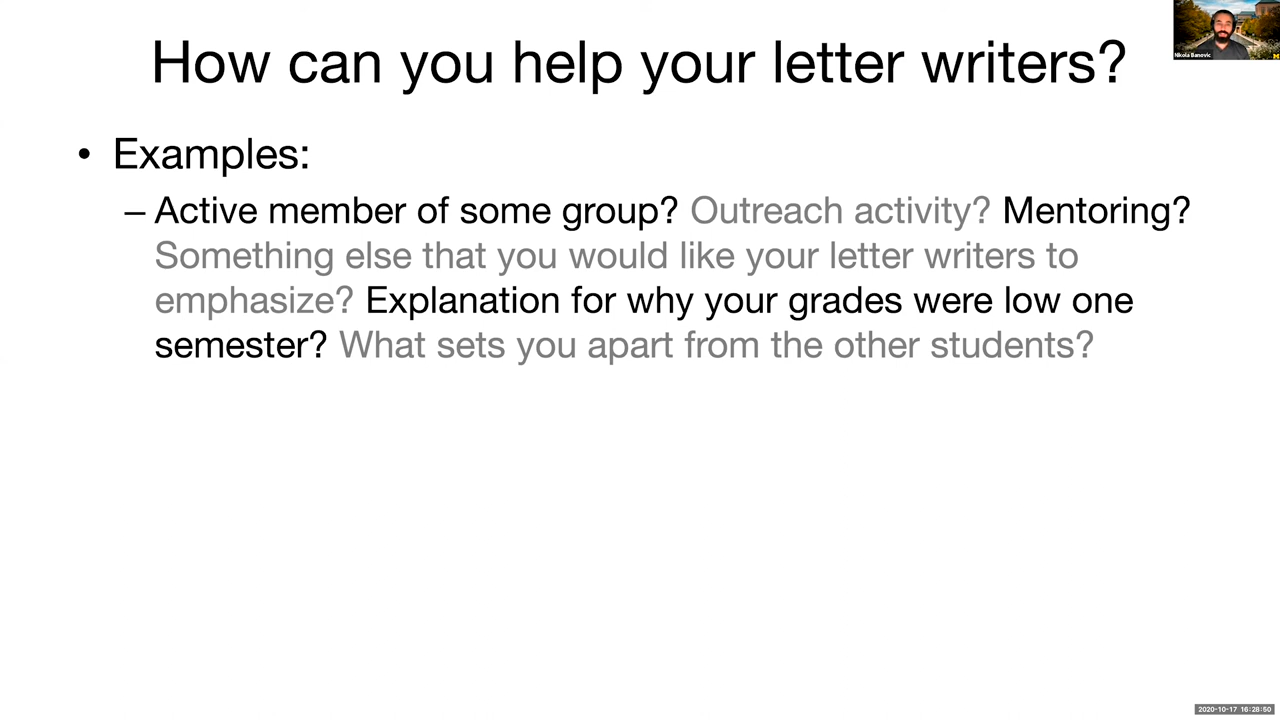 How can you help your letter writers?
Nikola Banovic
• Examples:
– Active member of some group? Outreach activity? Mentoring?
Something else that you would like your letter writers to
emphasize? Explanation for why your grades were low one
semester? What sets you apart from the other students?
2020-10-17 16:28:50